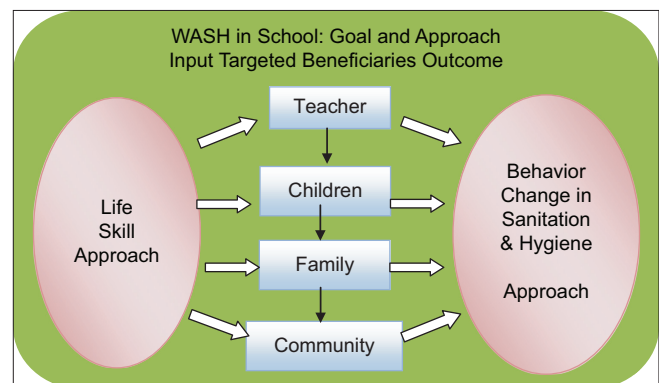 WASH in School: Goal and Approach
Input Targeted Beneficiaries Outcome
Teacher
Children
Family
Community
Life
Skill
Approach
Behavior
Change in
Sanitation
& Hygiene
Approach